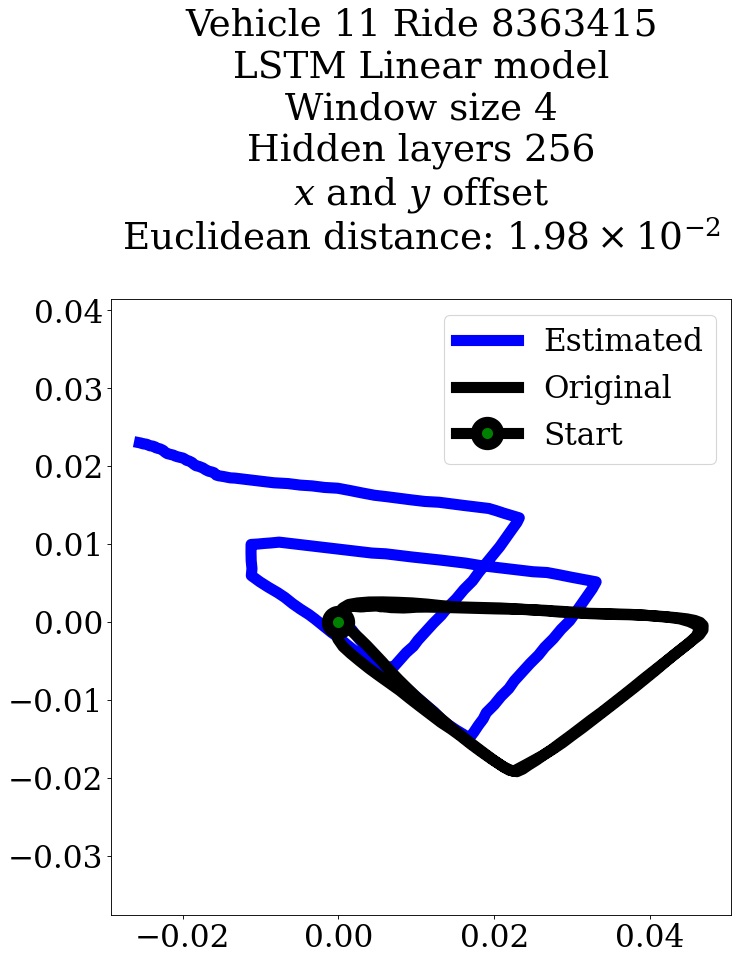 Vehicle 11 Ride 8363415
LSTM Linear model
Window size 4
Hidden layers 256
x and y offset
Euclidean distance: 1.98 × 10⁻²
Estimated
Original
Start
0.04
0.03
0.02
0.01
0.00
−0.01
−0.02
−0.03
−0.02 0.00 0.02 0.04